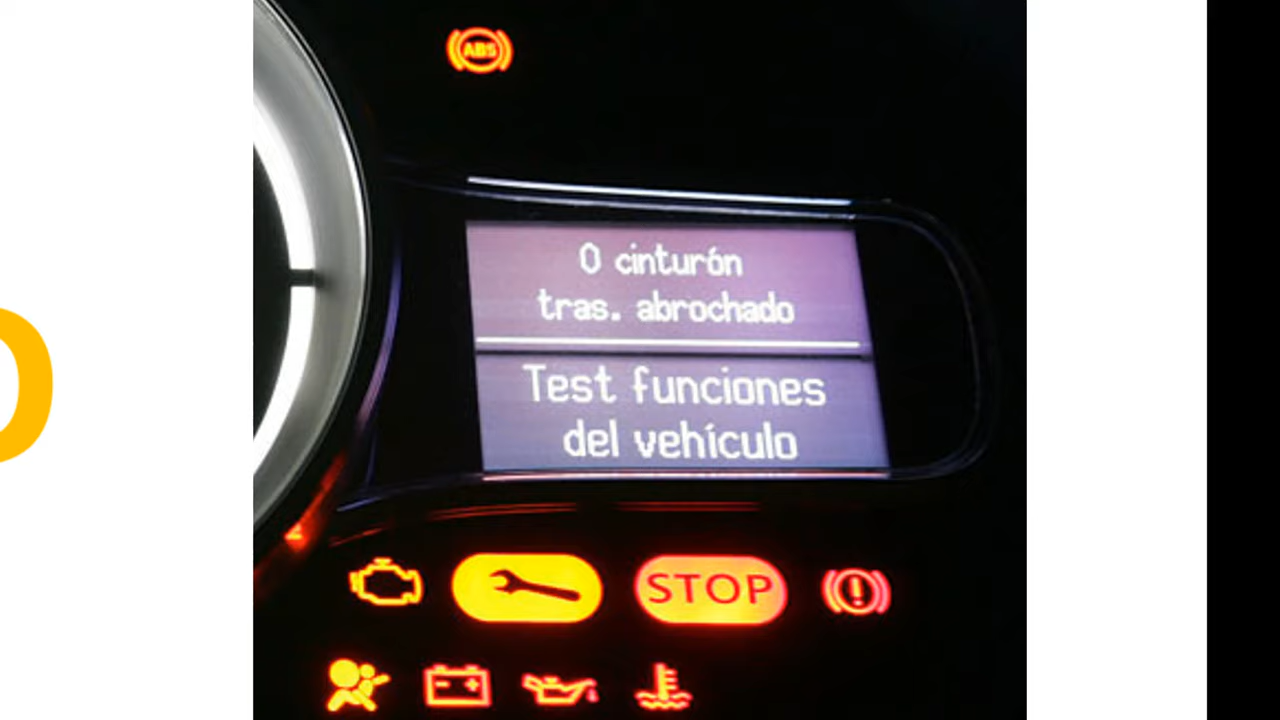 ABS
0 cinturón
tras. abrochado
Test funciones
del vehículo
STOP